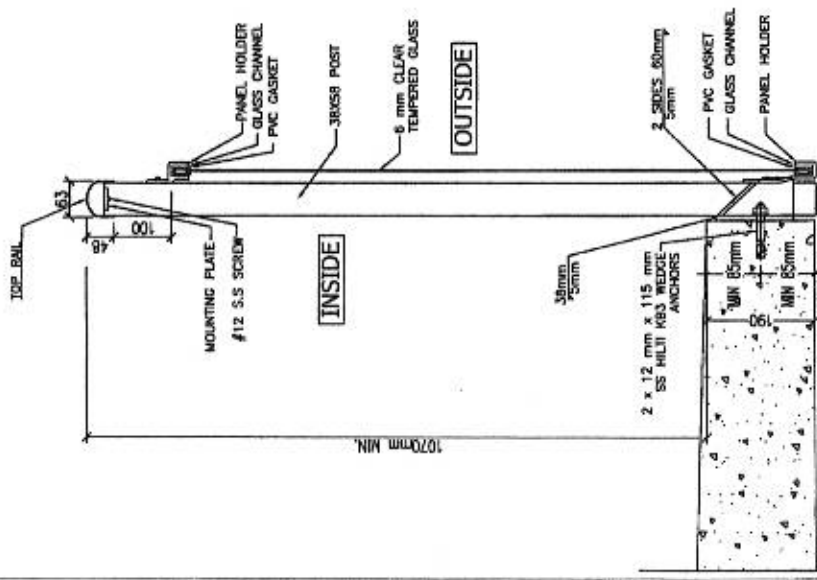 TOP RAIL
63
48
100
MOUNTING PLATE
#12 S.S SCREW
PANEL HOLDER
GLASS CHANNEL
PVC GASKET
38X58 POST
6 mm CLEAR
TEMPERED GLASS
INSIDE
OUTSIDE
1070mm MIN.
38mm
5mm
2 SIDES 60mm
5mm
2 x 12 mm x 115 mm
SS HILTI KB3 WEDGE
ANCHORS
MIN 85mm
MIN 85mm
190
PVC GASKET
GLASS CHANNEL
PANEL HOLDER